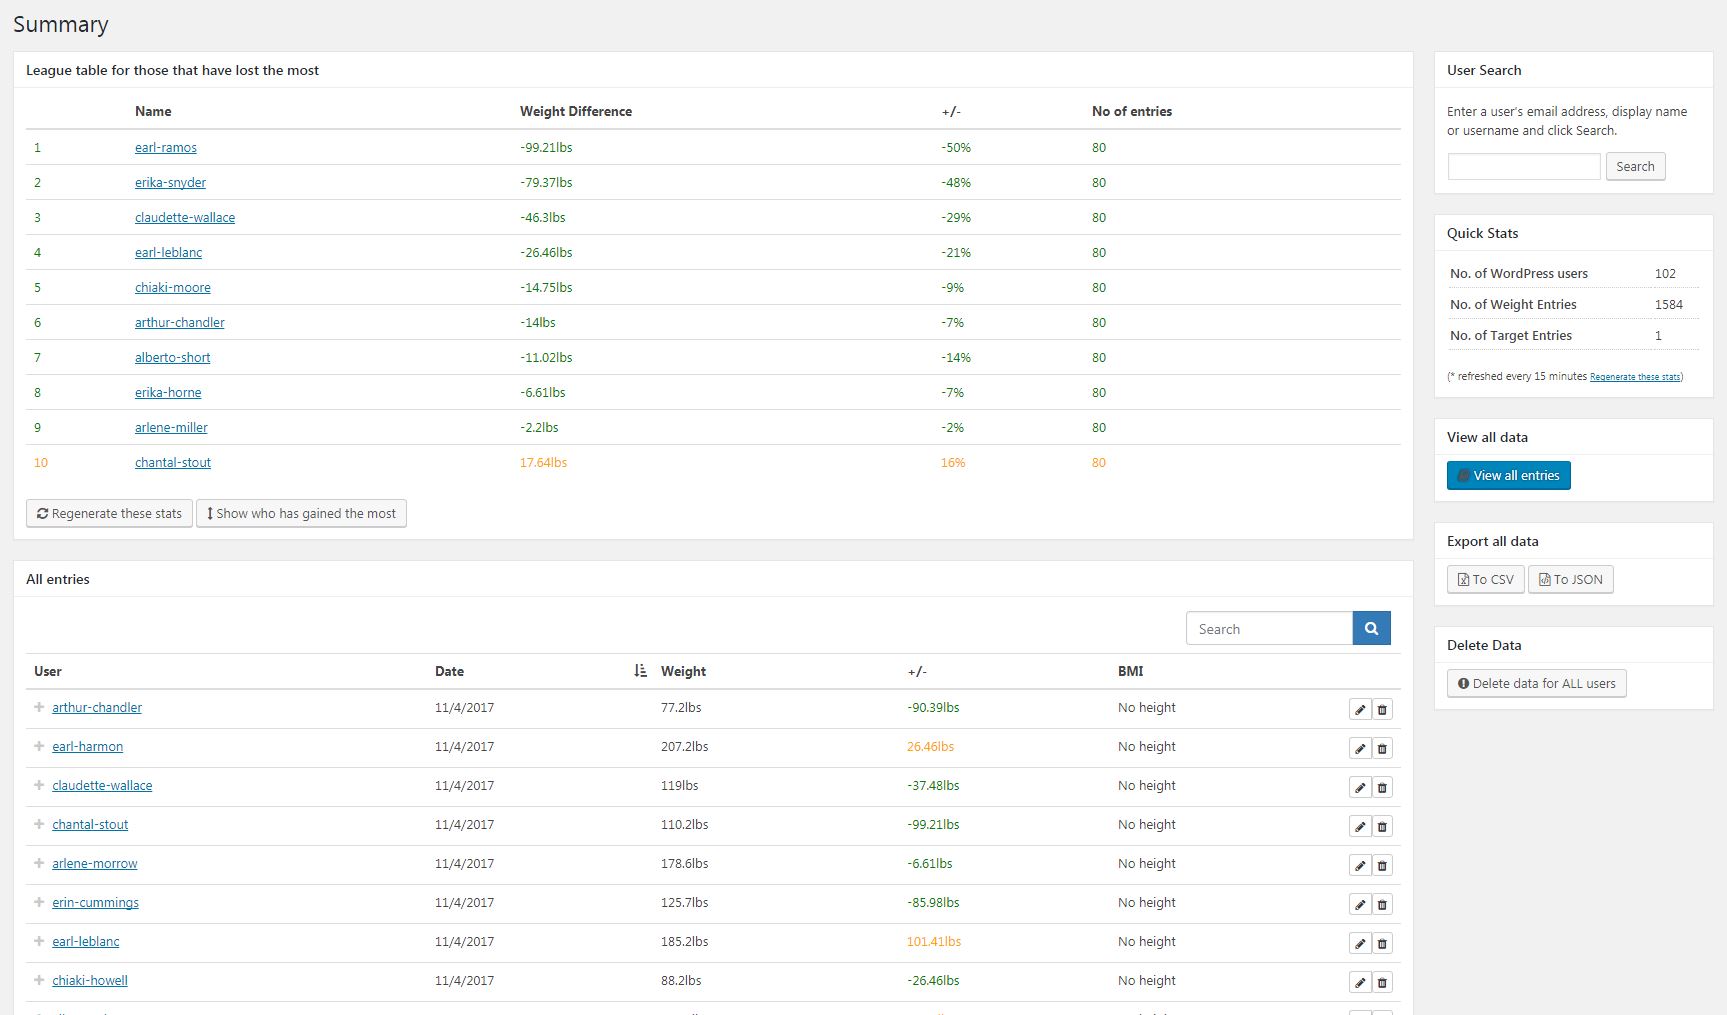 Summary
League table for those that have lost the most
Name Weight Difference +/- No of entries
1 earl-ramos -99.21lbs -50% 80
2 erika-snyder -79.37lbs -48% 80
3 claudette-wallace -46.3lbs -29% 80
4 earl-leblanc -26.46lbs -21% 80
5 chiaki-moore -14.75lbs -9% 80
6 arthur-chandler -14lbs -7% 80
7 alberto-short -11.02lbs -14% 80
8 erika-horne -6.61lbs -7% 80
9 arlene-miller -2.2lbs -2% 80
10 chantal-stout 17.64lbs 16% 80
Regenerate these stats Show who has gained the most
All entries
Search
User Date Weight +/- BMI
arthur-chandler 11/4/2017 77.2lbs -90.39lbs No height
earl-harmon 11/4/2017 207.2lbs 26.46lbs No height
claudette-wallace 11/4/2017 119lbs -37.48lbs No height
chantal-stout 11/4/2017 110.2lbs -99.21lbs No height
arlene-morrow 11/4/2017 178.6lbs -6.61lbs No height
erin-cummings 11/4/2017 125.7lbs -85.98lbs No height
earl-leblanc 11/4/2017 185.2lbs 101.41lbs No height
chiaki-howell 11/4/2017 88.2lbs -26.46lbs No height
User Search
Enter a user's email address, display name
or username and click Search.
Search
Quick Stats
No. of WordPress users 102
No. of Weight Entries 1584
No. of Target Entries 1
(* refreshed every 15 minutes Regenerate these stats)
View all data
View all entries
Export all data
To CSV To JSON
Delete Data
Delete data for ALL users